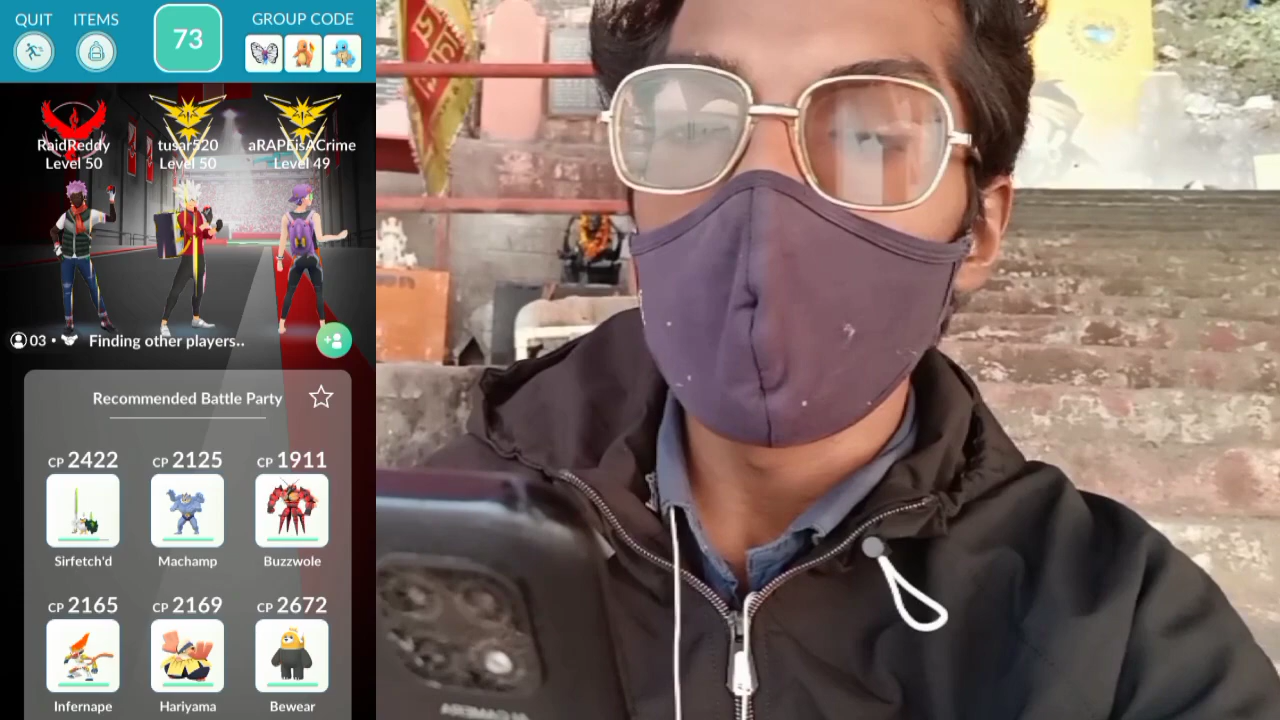 QUIT
ITEMS
73
GROUP CODE
RaidReddy
Level 50
tusar520
Level 50
aRAPEisACrime
Level 49
03 • Finding other players..
Recommended Battle Party
CP 2422
CP 2125
CP 1911
Sirfetch'd
Machamp
Buzzwole
CP 2165
CP 2169
CP 2672
Infernape
Hariyama
Bewear
AI CAMERA